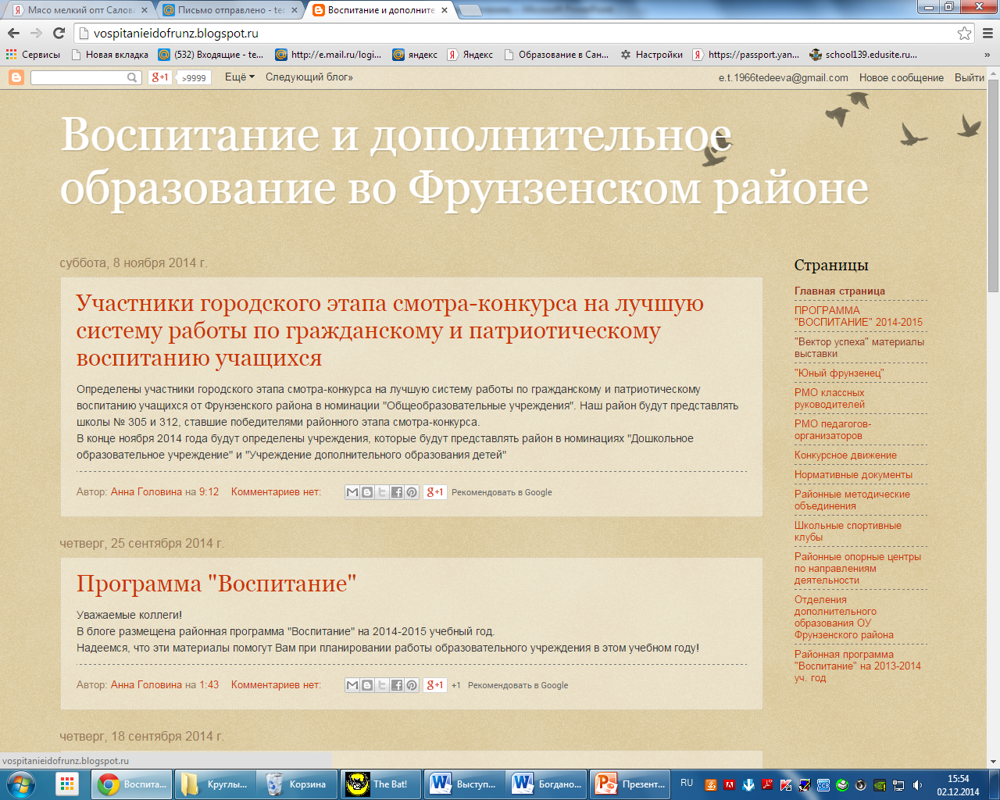 Мясо мелкий опт Салова
Письмо отправлено - tec
Воспитание и дополните
vospitanieidofrunz.blogspot.ru
Сервисы
Новая вкладка
(532) Входящие - te...
http://e.mail.ru/logi...
яндекс
Яндекс
Образование в Сан...
Настройки
https://passport.yan...
school139.edusite.ru...
»
g+1 >9999 Ещё Следующий блог»
e.t.1966tedeeva@gmail.com Новое сообщение Выйти
Воспитание и дополнительное
образование во Фрунзенском районе
суббота, 8 ноября 2014 г.
Участники городского этапа смотра-конкурса на лучшую
систему работы по гражданскому и патриотическому
воспитанию учащихся
Определены участники городского этапа смотра-конкурса на лучшую систему работы по гражданскому и патриотическому
воспитанию учащихся от Фрунзенского района в номинации "Общеобразовательные учреждения". Наш район будут представлять
школы № 305 и 312, ставшие победителями районного этапа смотра-конкурса.
В конце ноября 2014 года будут определены учреждения, которые будут представлять район в номинациях "Дошкольное
образовательное учреждение" и "Учреждение дополнительного образования детей"
Автор: Анна Головина на 9:12 Комментариев нет: g+1 Рекомендовать в Google
четверг, 25 сентября 2014 г.
Программа "Воспитание"
Уважаемые коллеги!
В блоге размещена районная программа "Воспитание" на 2014-2015 учебный год.
Надеемся, что эти материалы помогут Вам при планировании работы образовательного учреждения в этом учебном году!
Автор: Анна Головина на 1:43 Комментариев нет: g+1 +1 Рекомендовать в Google
четверг, 18 сентября 2014 г.
Страницы
Главная страница
ПРОГРАММА
"ВОСПИТАНИЕ" 2014-2015
"Вектор успеха" материалы
выставки
"Юный фрунзенец"
РМО классных
руководителей
РМО педагогов-
организаторов
Конкурсное движение
Нормативные документы
Районные методические
объединения
Школьные спортивные
клубы
Районные опорные центры
по направлениям
деятельности
Отделения
дополнительного
образования ОУ
Фрунзенского района
Районная программа
"Воспитание" на 2013-2014
уч. год
vospitanieidofrunz.blogspot.ru
Воспита...
Круглы...
Корзина
The Bat!
Выступ...
Богдано...
Презент...
RU
15:54
02.12.2014